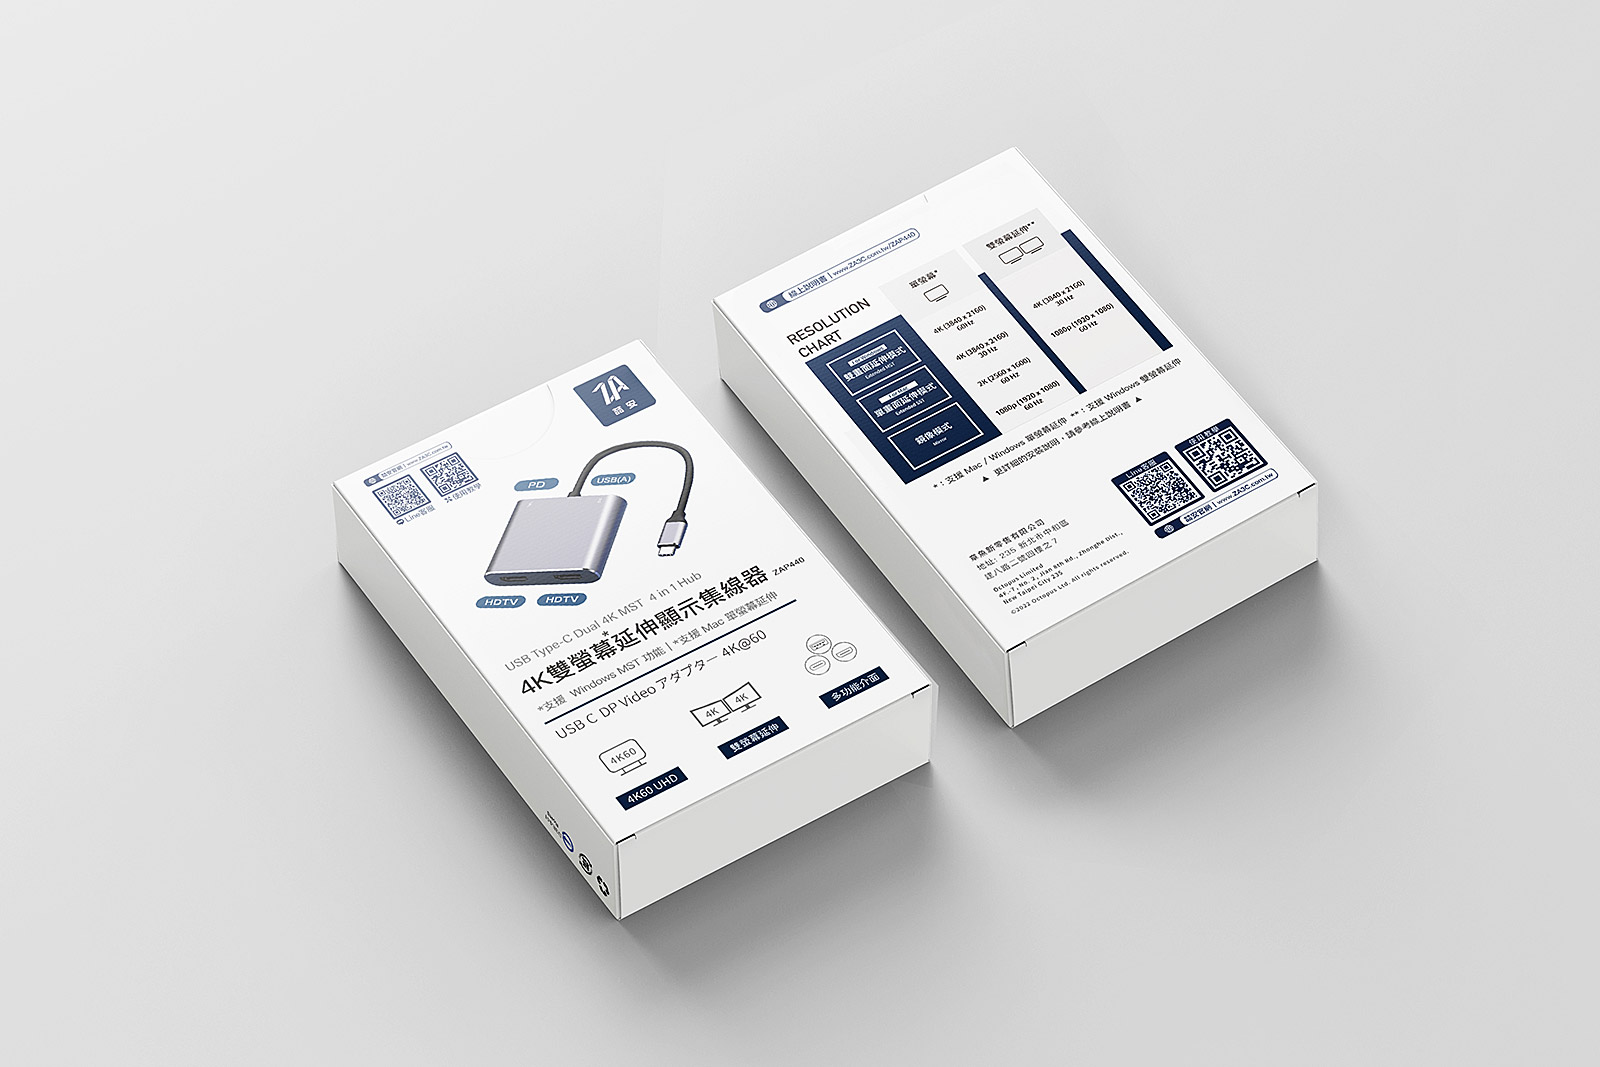 ZA
喆安
喆安官網 | www.ZA3C.com.tw
Line客服
使用教學
PD
USB(A)
HDTV
HDTV
USB Type-C Dual 4K MST 4 in 1 Hub
4K雙螢幕*延伸顯示集線器 ZAP440
*支援 Windows MST 功能 | *支援 Mac 單螢幕延伸
USB C DP Video アダプター 4K@60
4K60
4K60 UHD
4K 4K
雙螢幕延伸
多功能介面
線上說明書 | www.ZA3C.com.tw/ZAP440
RESOLUTION
CHART
單螢幕*
雙螢幕延伸**
For Windows
雙畫面延伸模式
Extended MST
For Mac
單畫面延伸模式
Extended SST
鏡像模式
Mirror
4K (3840 x 2160)
60Hz
4K (3840 x 2160)
30 Hz
2K (2560 x 1600)
60 Hz
1080p (1920 x 1080)
60 Hz
4K (3840 x 2160)
30 Hz
1080p (1920 x 1080)
60 Hz
*：支援 Mac / Windows 單螢幕延伸 **：支援 Windows 雙螢幕延伸
▲ 更詳細的安裝說明，請參考線上說明書 ▲
Line客服
使用教學
喆安官網 | www.ZA3C.com.tw
章魚新零售有限公司
地址: 235 新北市中和區
建八路二號四樓之7
Octopus Limited
4F.-7, No. 2, Jian 8th Rd., Zhonghe Dist.,
New Taipei City 235
©2022 Octopus Ltd. All rights reserved.